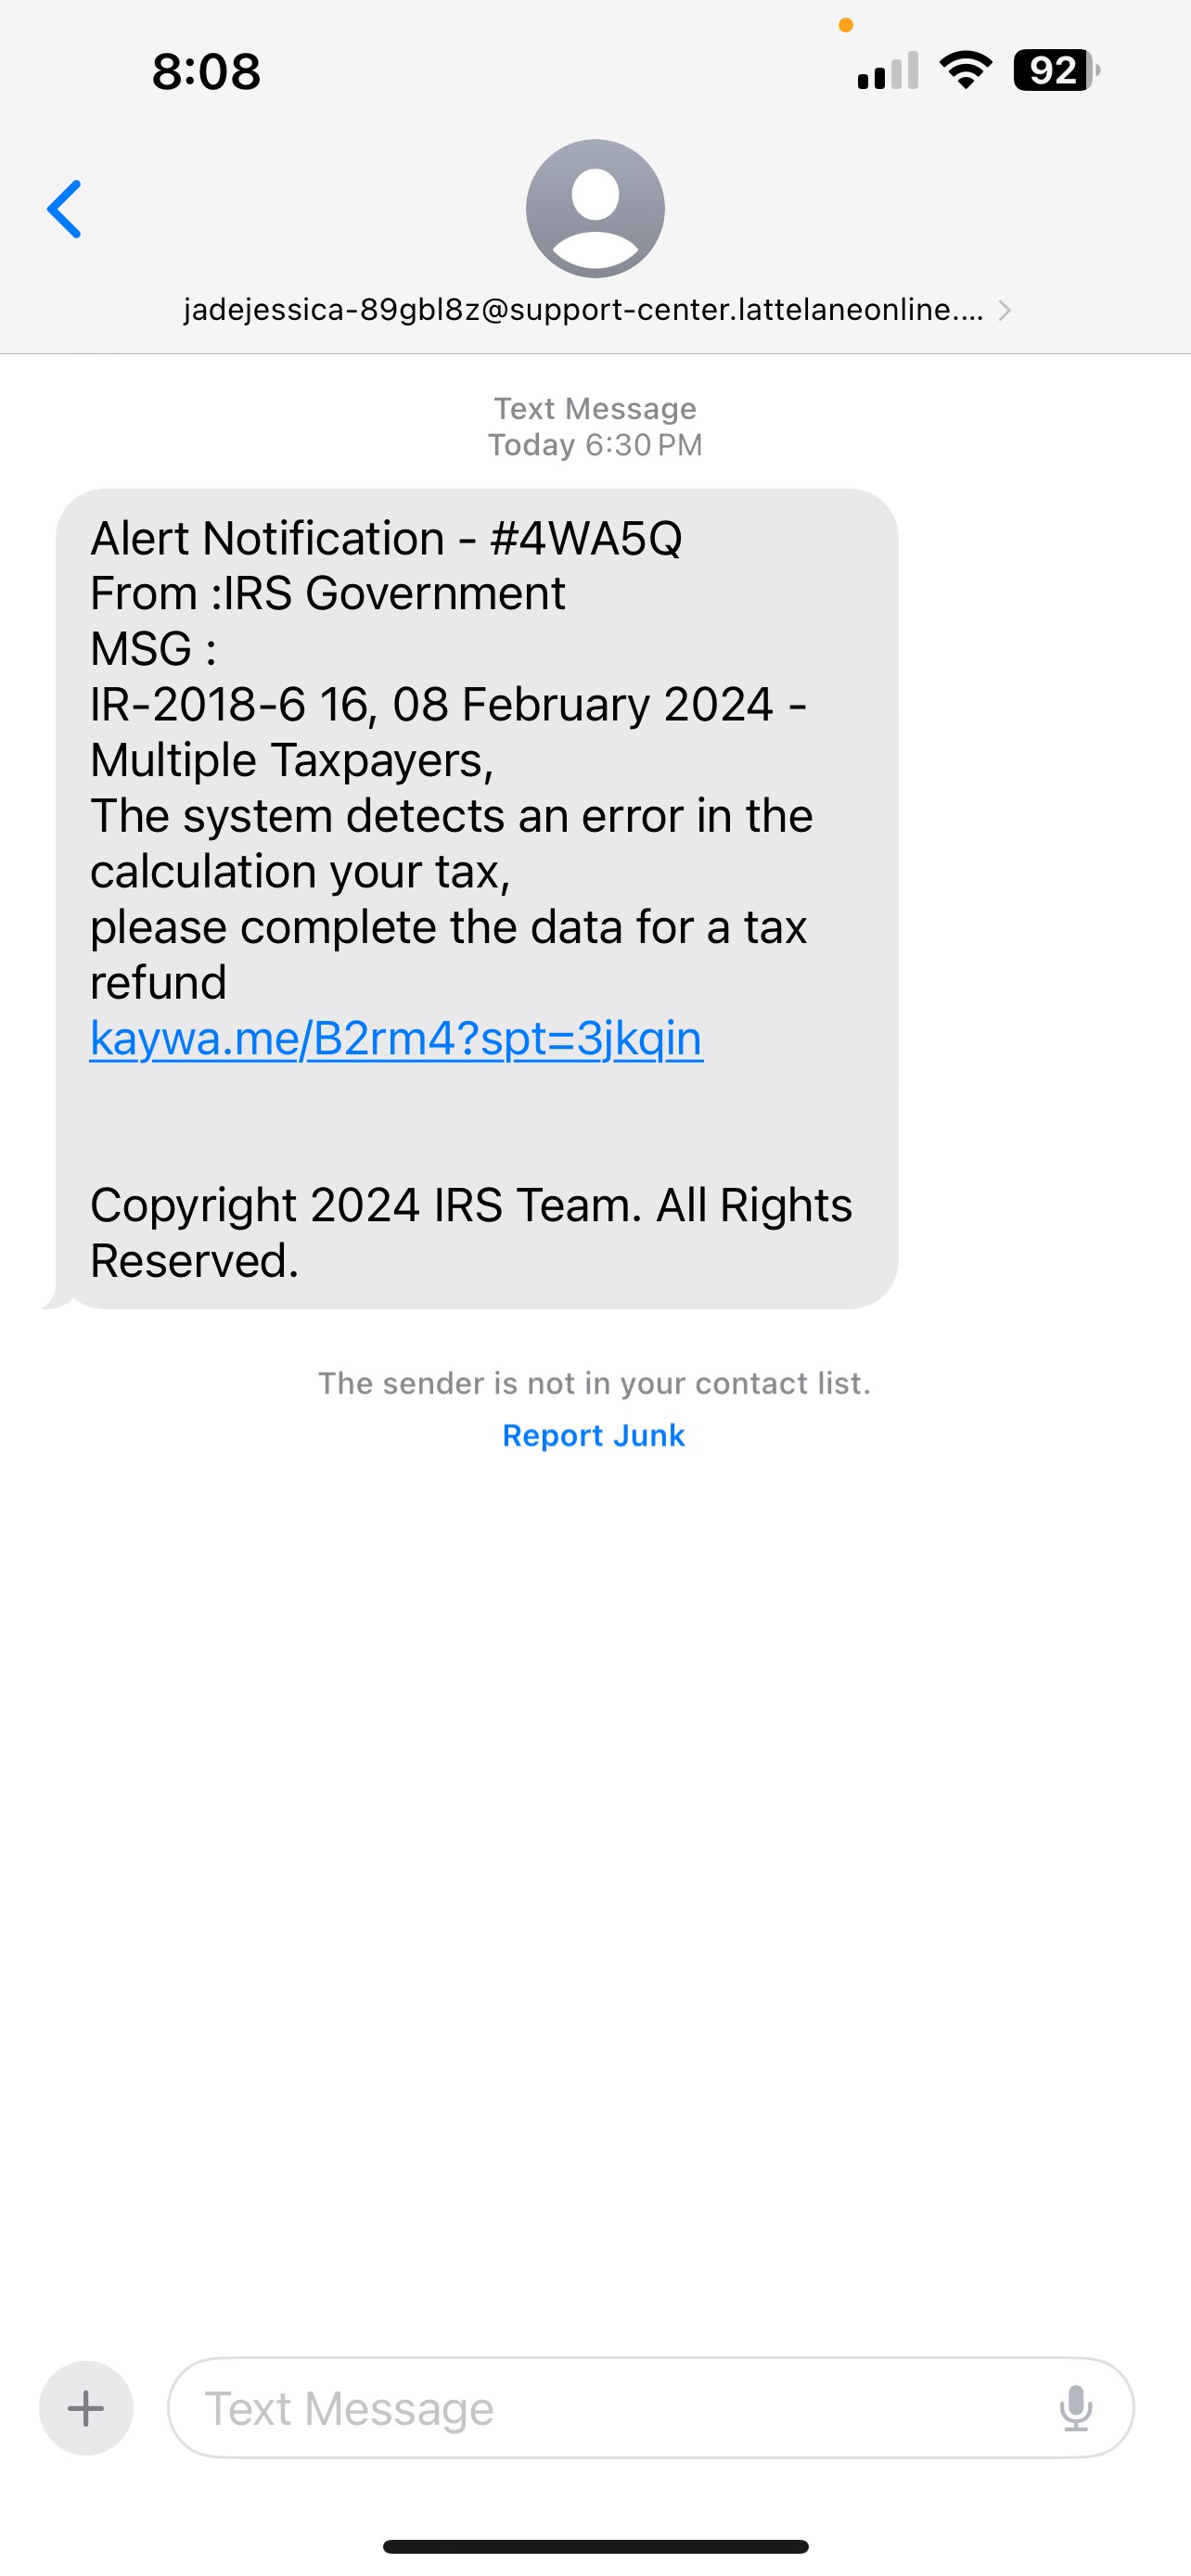 8:08
92
jadejessica-89gbl8z@support-center.lattelaneonline....
Text Message
Today 6:30 PM
Alert Notification - #4WA5Q
From :IRS Government
MSG :
IR-2018-6 16, 08 February 2024 -
Multiple Taxpayers,
The system detects an error in the
calculation your tax,
please complete the data for a tax
refund
kaywa.me/B2rm4?spt=3jkqin
Copyright 2024 IRS Team. All Rights
Reserved.
The sender is not in your contact list.
Report Junk
Text Message